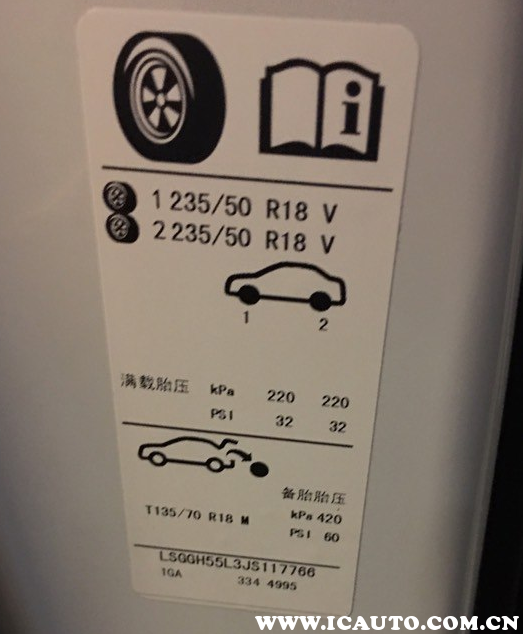 i
1 235/50 R18 V
2 235/50 R18 V
1 2
满载胎压 kPa 220 220
PSI 32 32
备胎胎压
T135/70 R18 M kPa 420
PSI 60
LSGGH55L3JS117766
1GA 334 4995
WWW.ICAUTO.COM.CN